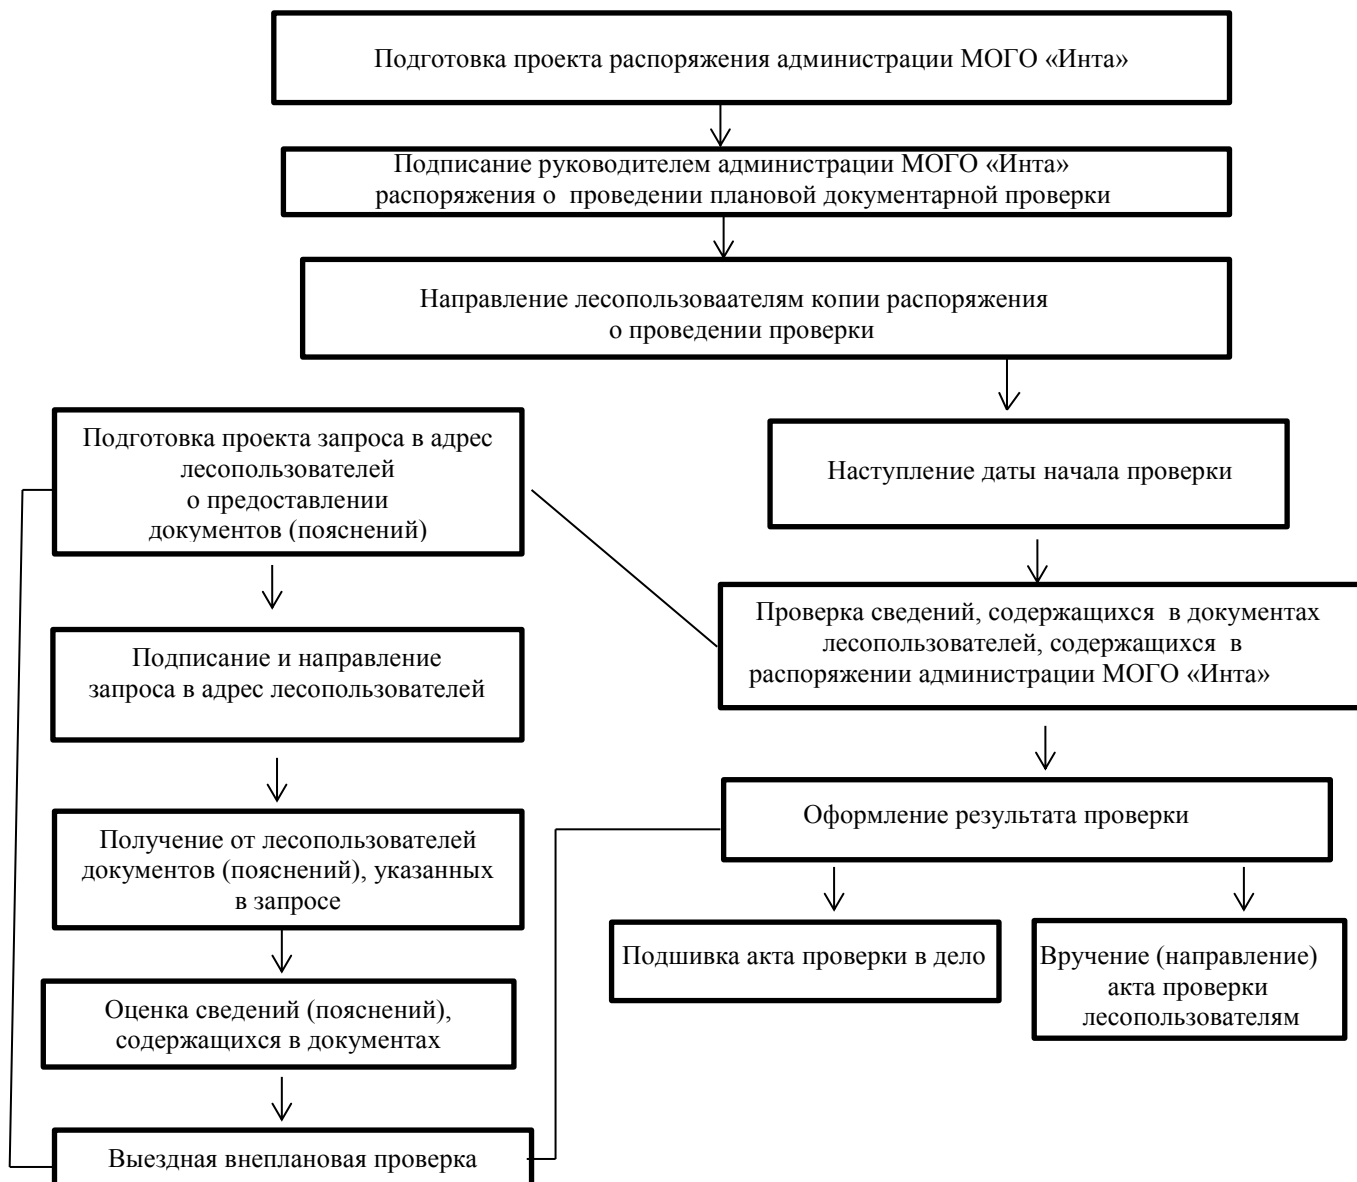 Подготовка проекта распоряжения администрации МОГО «Инта»
Подписание руководителем администрации МОГО «Инта»
распоряжения о проведении плановой документарной проверки
Направление лесопользоваателям копии распоряжения
о проведении проверки
Подготовка проекта запроса в адрес
лесопользователей
о предоставлении
документов (пояснений)
Наступление даты начала проверки
Проверка сведений, содержащихся в документах
лесопользователей, содержащихся в
распоряжении администрации МОГО «Инта»
Подписание и направление
запроса в адрес лесопользователей
Оформление результата проверки
Получение от лесопользователей
документов (пояснений), указанных
в запросе
Подшивка акта проверки в дело
Вручение (направление)
акта проверки
лесопользователям
Оценка сведений (пояснений),
содержащихся в документах
Выездная внеплановая проверка